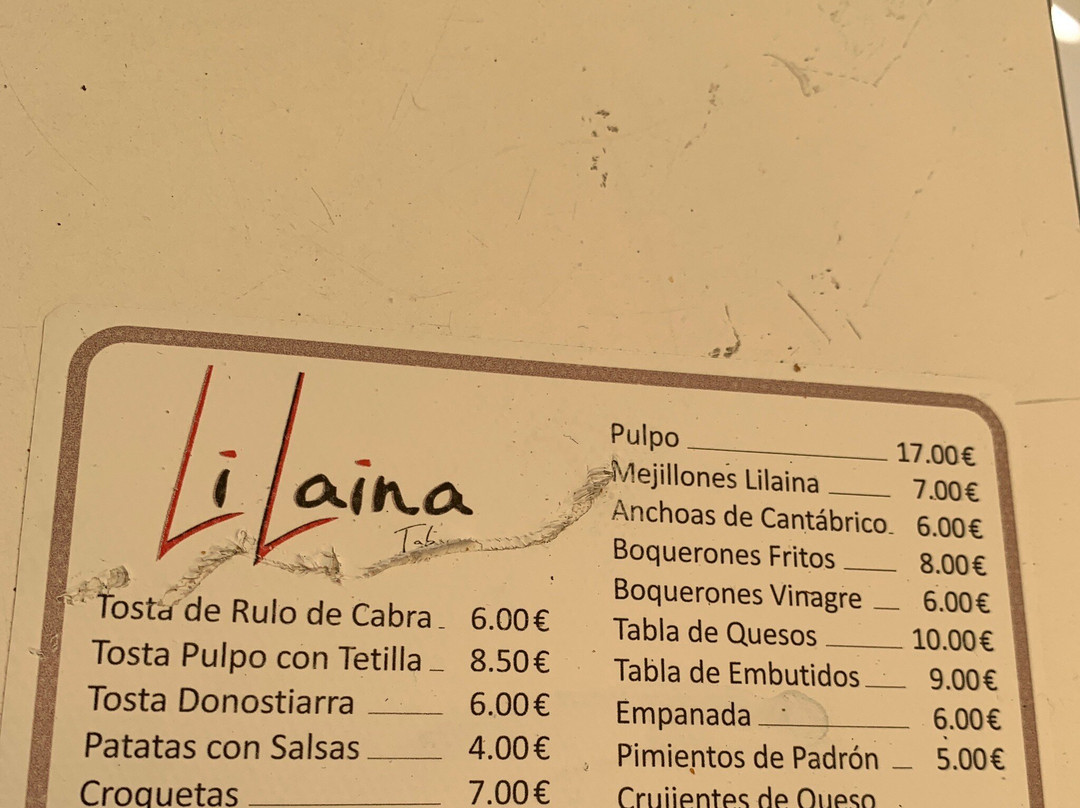 LiLaina
Tosta de Rulo de Cabra 6.00€
Tosta Pulpo con Tetilla 8.50€
Tosta Donostiarra 6.00€
Patatas con Salsas 4.00€
Croquetas 7.00€
Pulpo 17.00€
Mejillones Lilaina 7.00€
Anchoas de Cantábrico 6.00€
Boquerones Fritos 8.00€
Boquerones Vinagre 6.00€
Tabla de Quesos 10.00€
Tabla de Embutidos 9.00€
Empanada 6.00€
Pimientos de Padrón 5.00€
Crujientes de Queso